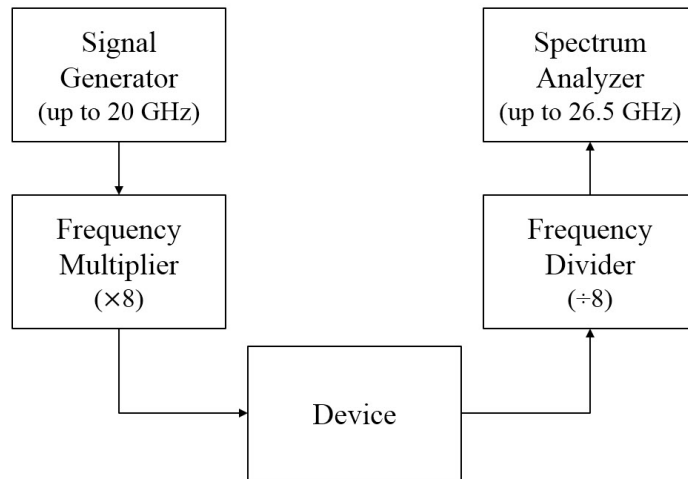 Signal
Generator
(up to 20 GHz)
Spectrum
Analyzer
(up to 26.5 GHz)
Frequency
Multiplier
(×8)
Frequency
Divider
(÷8)
Device